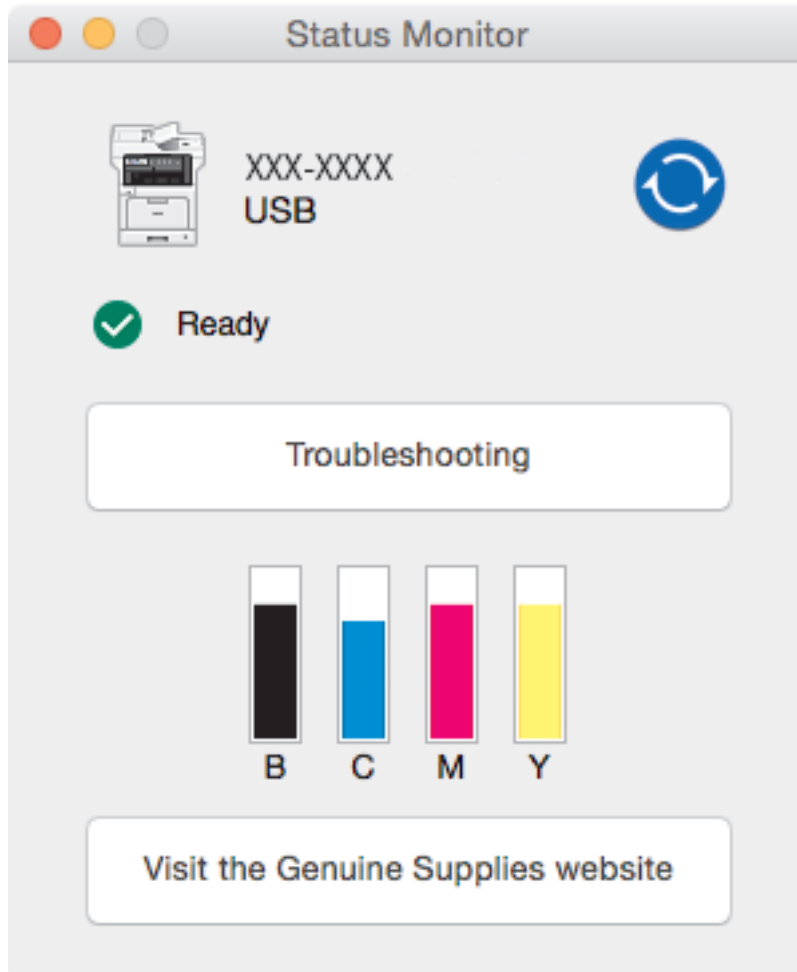 Status Monitor
XXX-XXXX
USB
Ready
Troubleshooting
B C M Y
Visit the Genuine Supplies website